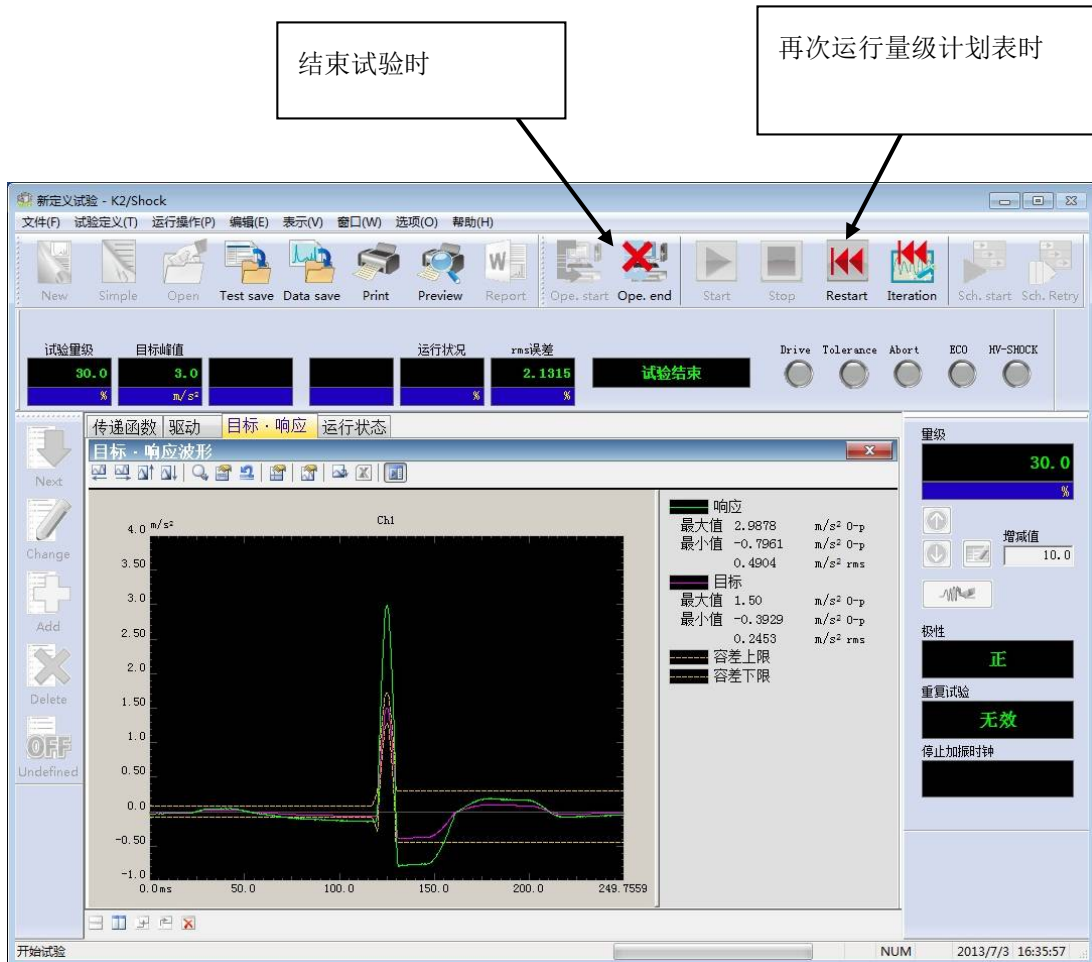 结束试验时
再次运行量级计划表时
新定义试验 - K2/Shock
文件(F) 试验定义(T) 运行操作(P) 编辑(E) 表示(V) 窗口(W) 选项(O) 帮助(H)
New Simple Open Test save Data save Print Preview Report Ope. start Ope. end Start Stop Restart Iteration Sch. start Sch. Retry
试验量级 目标峰值 运行状况 rms误差 Drive Tolerance Abort ECO HV-SHOCK
30.0 3.0 2.1315 试验结束
% m/s² % %
传递函数 驱动 目标・响应 运行状态
目标・响应波形
Next
Change
Add
Delete
OFF
Undefined
Ch1
4.0 m/s²
3.50
3.0
2.50
2.0
1.50
1.0
0.50
0.0
-0.50
-1.0
0.0ms 50.0 100.0 150.0 200.0 249.7559
响应
最大值 2.9878 m/s² 0-p
最小值 -0.7961 m/s² 0-p
0.4904 m/s² rms
目标
最大值 1.50 m/s² 0-p
最小值 -0.3929 m/s² 0-p
0.2453 m/s² rms
容差上限
容差下限
量级
30.0
%
增减值
10.0
极性
正
重复试验
无效
停止加振时钟
开始试验 NUM 2013/7/3 16:35:57